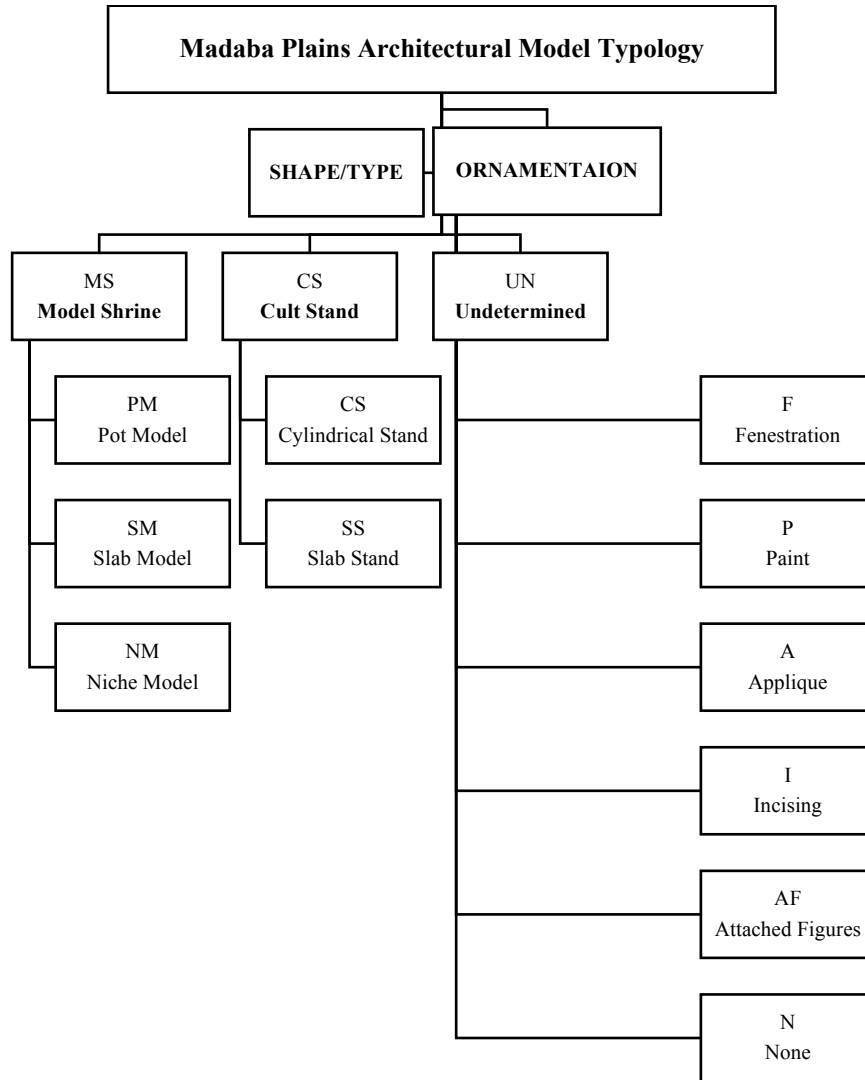 Madaba Plains Architectural Model Typology
SHAPE/TYPE
ORNAMENTAION
MS
Model Shrine
CS
Cult Stand
UN
Undetermined
PM
Pot Model
CS
Cylindrical Stand
F
Fenestration
SM
Slab Model
SS
Slab Stand
P
Paint
NM
Niche Model
A
Applique
I
Incising
AF
Attached Figures
N
None